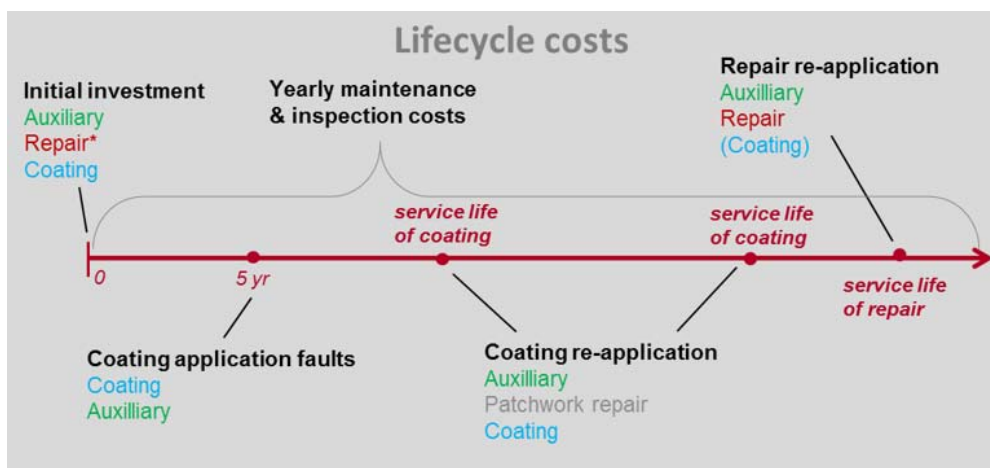 Lifecycle costs
Initial investment
Auxiliary
Repair*
Coating
Yearly maintenance
& inspection costs
Repair re-application
Auxilliary
Repair
(Coating)
service life
of coating
service life
of coating
0
5 yr
service life
of repair
Coating application faults
Coating
Auxilliary
Coating re-application
Auxilliary
Patchwork repair
Coating